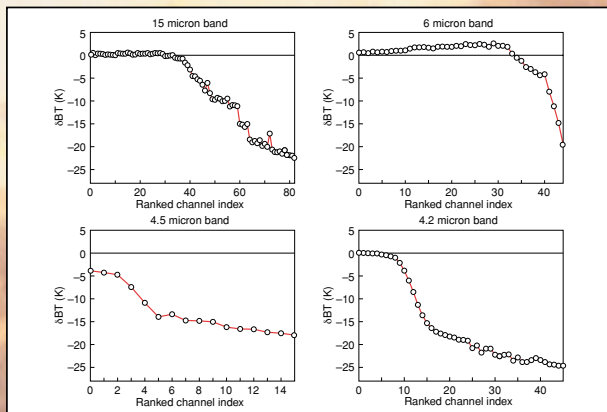 15 micron band
5
0
−5
−10
−15
−20
−25
δBT (K)
0 20 40 60 80
Ranked channel index
6 micron band
5
0
−5
−10
−15
−20
−25
δBT (K)
0 10 20 30 40
Ranked channel index
4.5 micron band
5
0
−5
−10
−15
−20
−25
δBT (K)
0 2 4 6 8 10 12 14
Ranked channel index
4.2 micron band
5
0
−5
−10
−15
−20
−25
δBT (K)
0 10 20 30 40
Ranked channel index